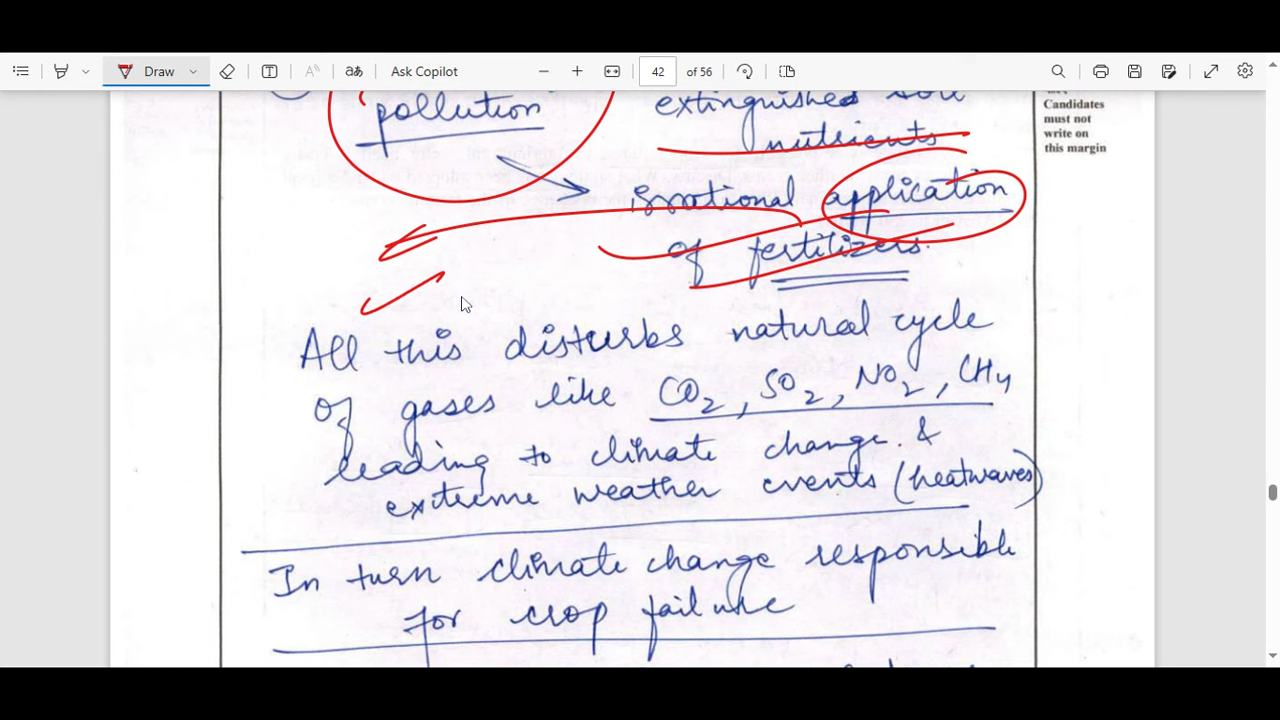 Draw
Ask Copilot
42 of 56
pollution
extinguished soil
nutrients
Candidates
must not
write on
this margin
irrational application
of fertilizers.
All this disturbs natural cycle
of gases like CO2, SO2, NO2, CH4
leading to climate change. &
extreme weather events (heatwaves)
In turn climate change responsible
for crop failure